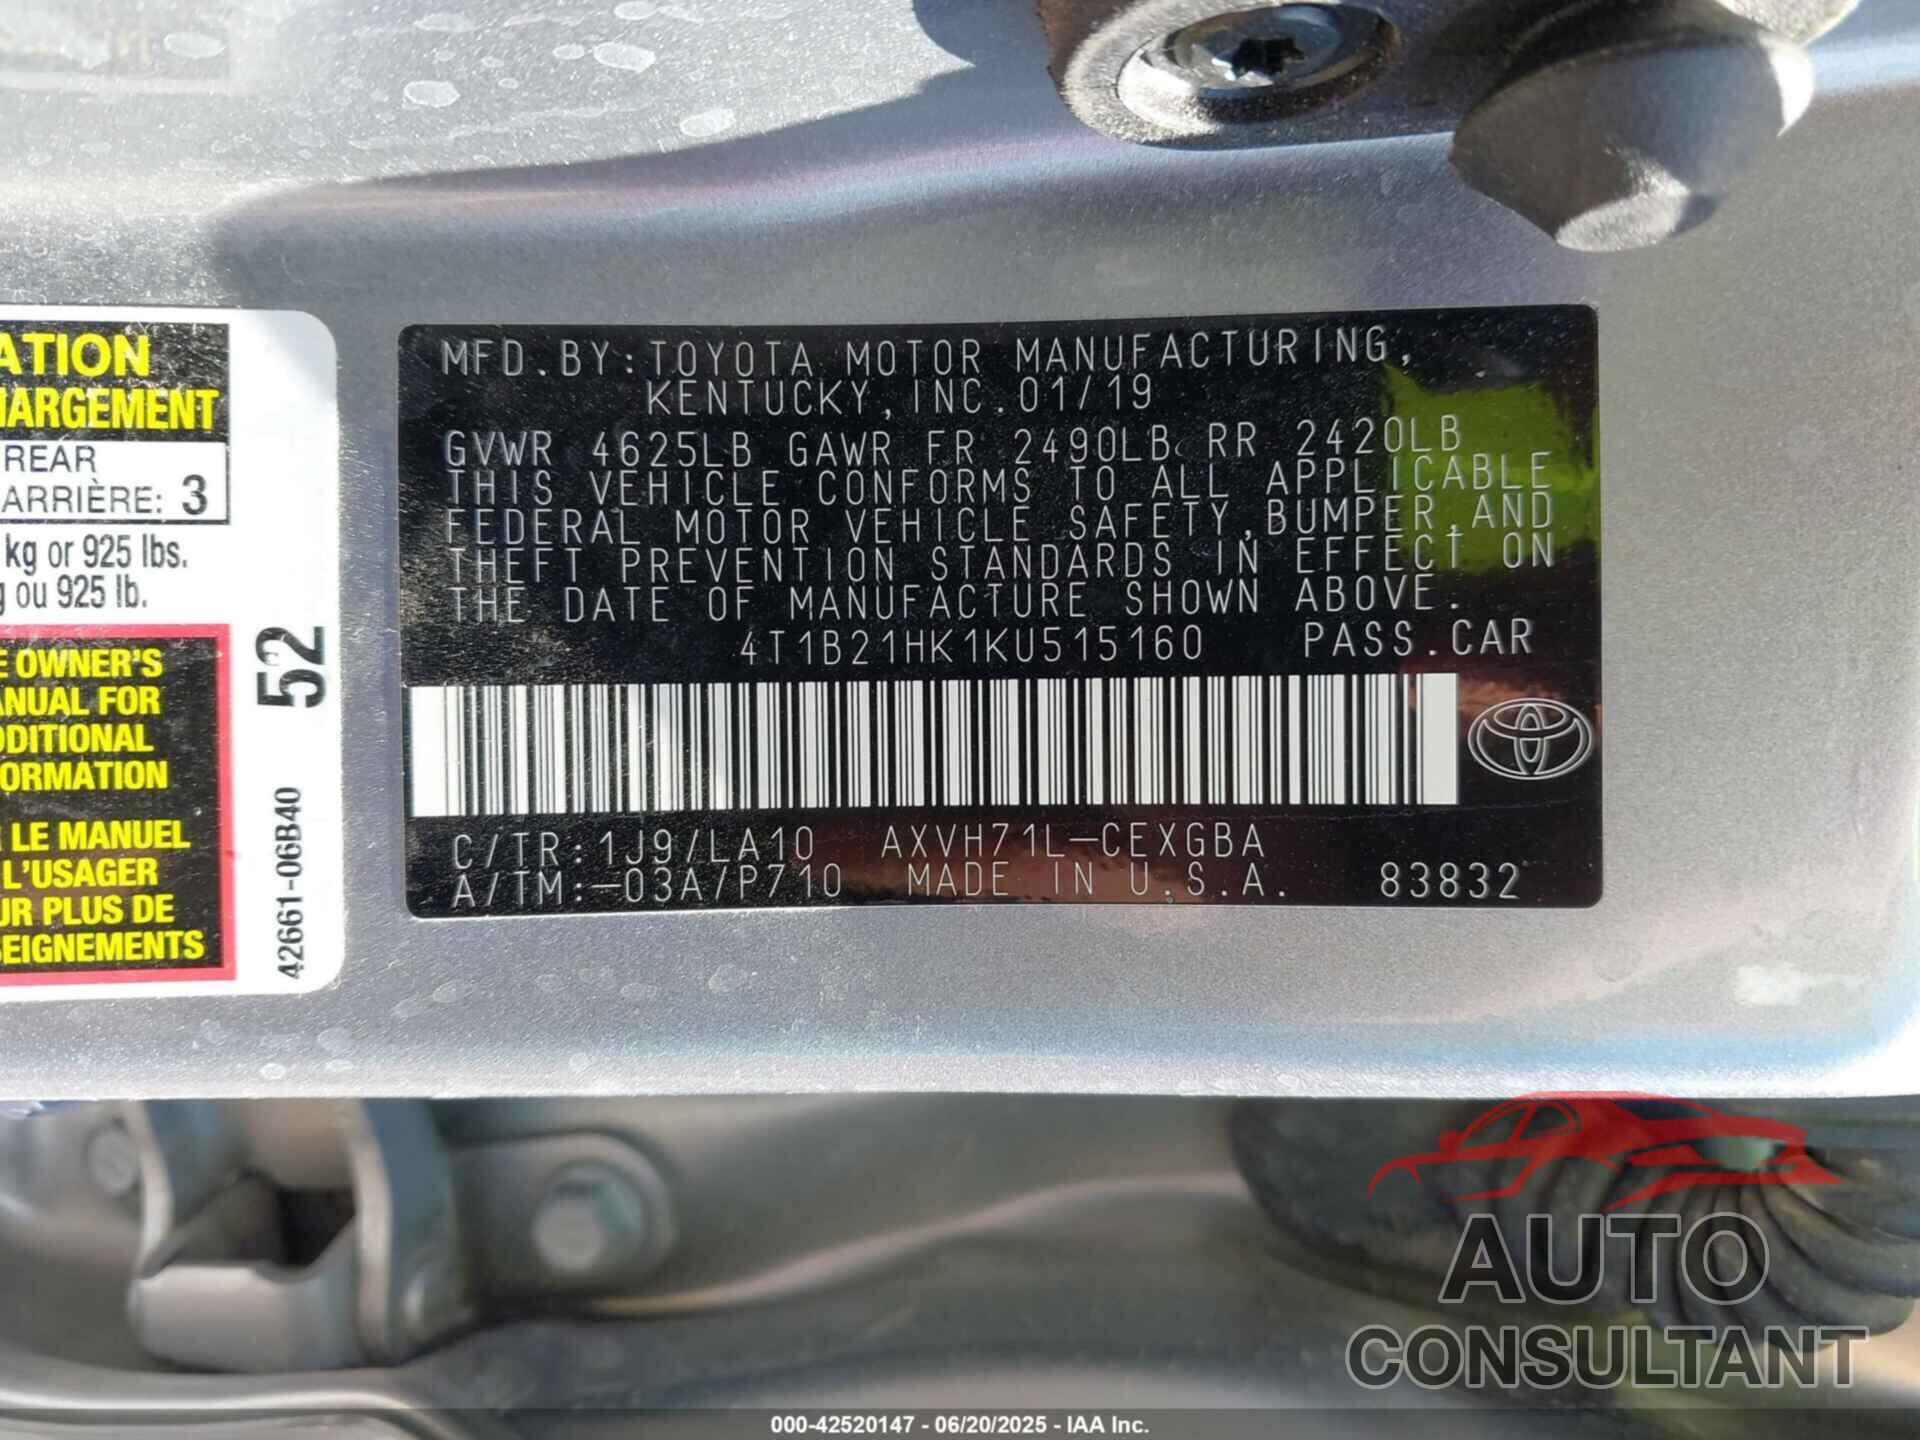 ATION
HARGEMENT
REAR
ARRIÈRE: 3
kg or 925 lbs.
g ou 925 lb.
E OWNER'S
ANUAL FOR
DDITIONAL
FORMATION
R LE MANUEL
L'USAGER
UR PLUS DE
SEIGNEMENTS
52
42661-06B40
MFD.BY:TOYOTA MOTOR MANUFACTURING,
KENTUCKY, INC. 01/19
GVWR 4625LB GAWR FR 2490LB RR 2420LB
THIS VEHICLE CONFORMS TO ALL APPLICABLE
FEDERAL MOTOR VEHICLE SAFETY,BUMPER,AND
THEFT PREVENTION STANDARDS IN EFFECT ON
THE DATE OF MANUFACTURE SHOWN ABOVE.
4T1B21HK1KU515160 PASS.CAR
C/TR:1J9/LA10 AXVH71L-CEXGBA
A/TM:-03A/P710 MADE IN U.S.A. 83832
AUTO
CONSULTANT
000-42520147 - 06/20/2025 - IAA Inc.